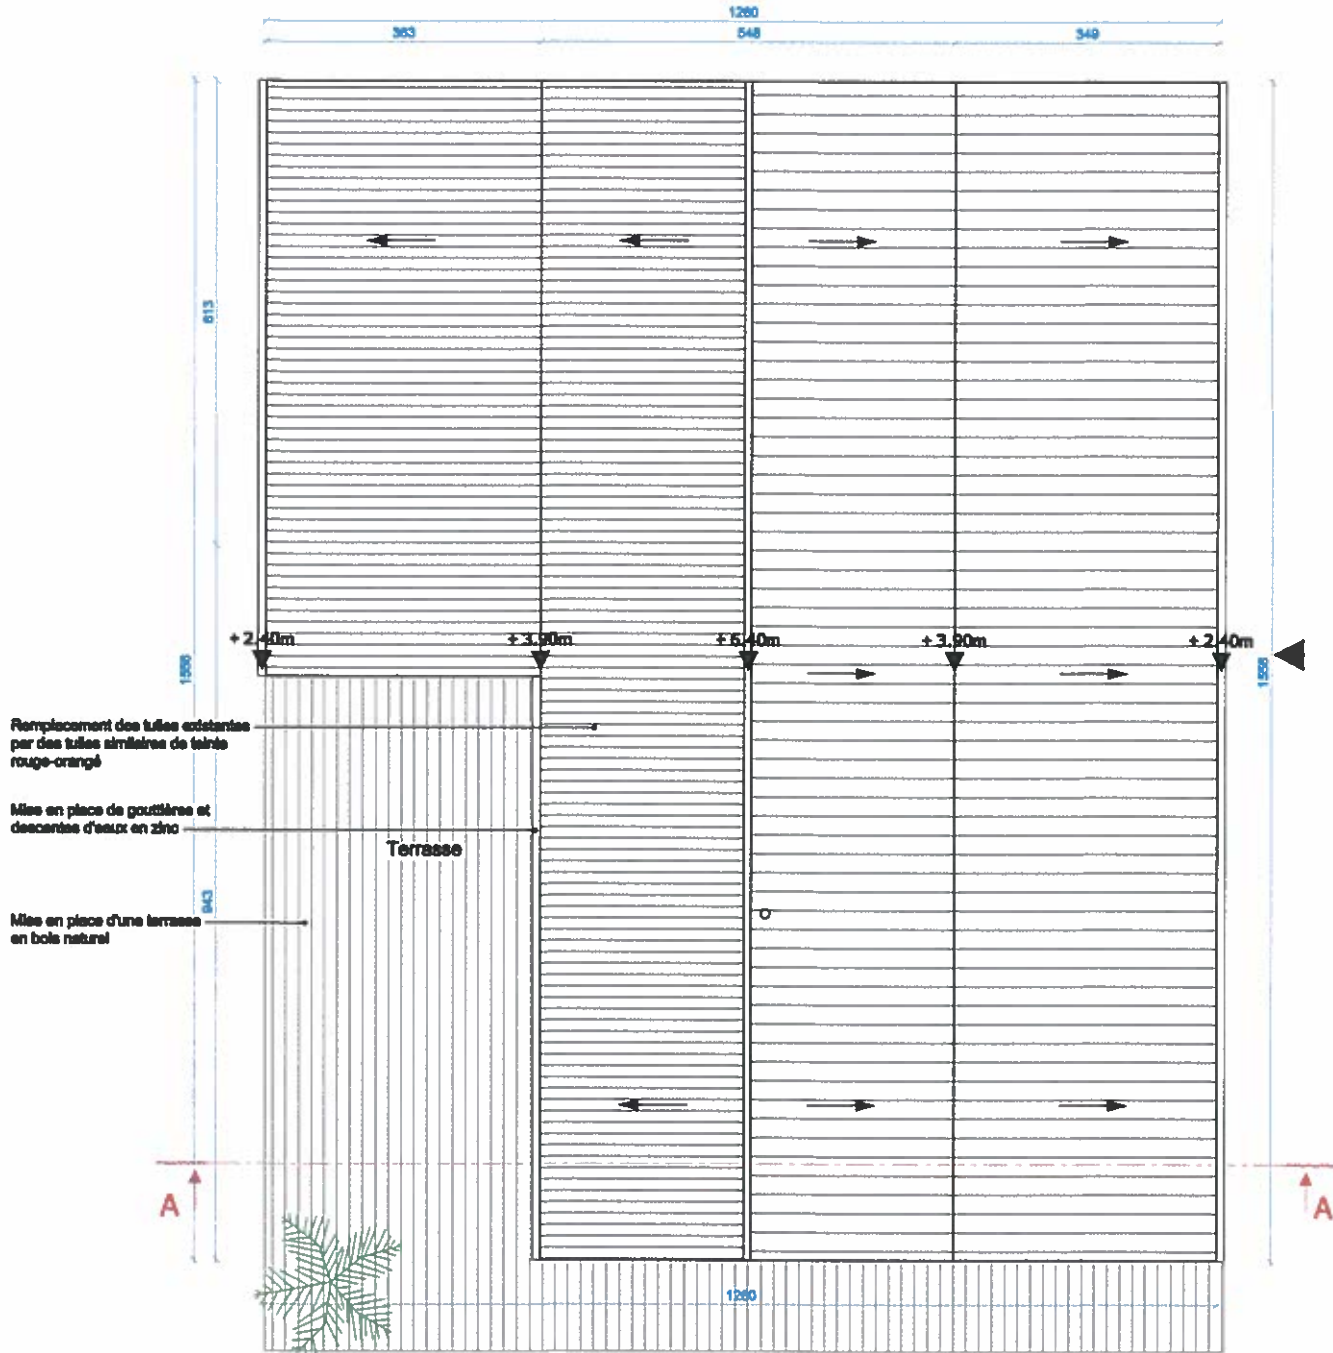 1260
363
548
349
613
+ 2.40m
+ 3.90m
+ 5.40m
+ 3.90m
+ 2.40m
1556
1556
Remplacement des tuiles existantes
par des tuiles similaires de teinte
rouge-orangé
Mise en place de gouttières et
descentes d'eaux en zinc
Terrasse
943
Mise en place d'une terrasse
en bois naturel
A
A
1260